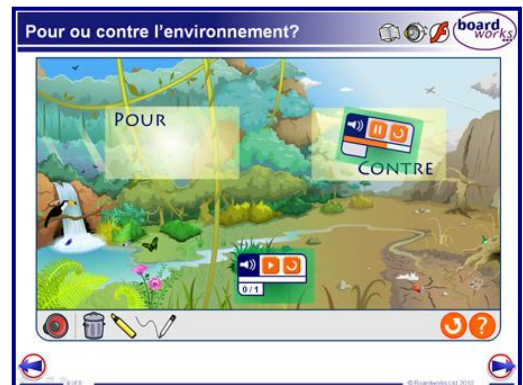 Pour ou contre l'environnement?
board
works
POUR
CONTRE
0 / 1
?
© Boardworks Ltd 2010